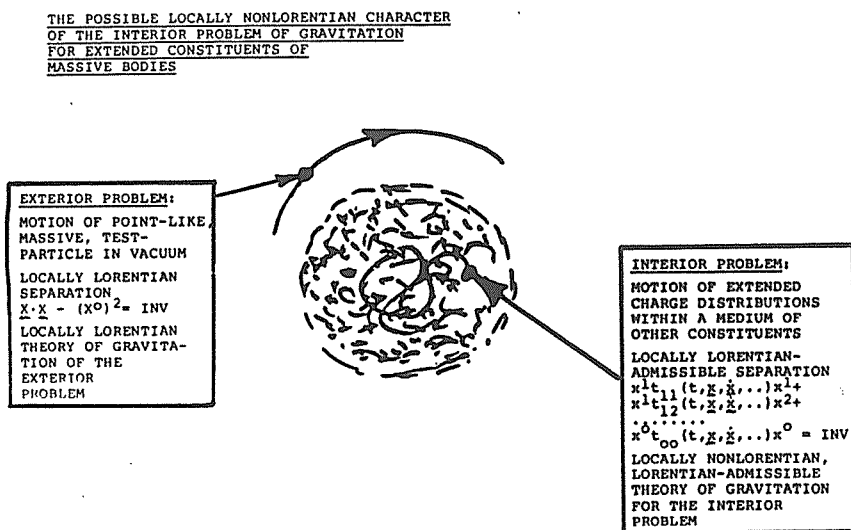 THE POSSIBLE LOCALLY NONLORENTIAN CHARACTER
OF THE INTERIOR PROBLEM OF GRAVITATION
FOR EXTENDED CONSTITUENTS OF
MASSIVE BODIES
EXTERIOR PROBLEM:
MOTION OF POINT-LIKE,
MASSIVE, TEST-
PARTICLE IN VACUUM
LOCALLY LORENTIAN
SEPARATION
X·X - (X⁰)² = INV
LOCALLY LORENTIAN
THEORY OF GRAVITA-
TION OF THE
EXTERIOR
PROBLEM
INTERIOR PROBLEM:
MOTION OF EXTENDED
CHARGE DISTRIBUTIONS
WITHIN A MEDIUM OF
OTHER CONSTITUENTS
LOCALLY LORENTIAN-
ADMISSIBLE SEPARATION
x¹t₁₁(t,x,ẋ,..)x¹+
x¹t₁₂(t,x,ẋ,..)x²+
.........
x⁰t₀₀(t,x,ẋ,..)x⁰ = INV
LOCALLY NONLORENTIAN,
LORENTIAN-ADMISSIBLE
THEORY OF GRAVITATION
FOR THE INTERIOR
PROBLEM